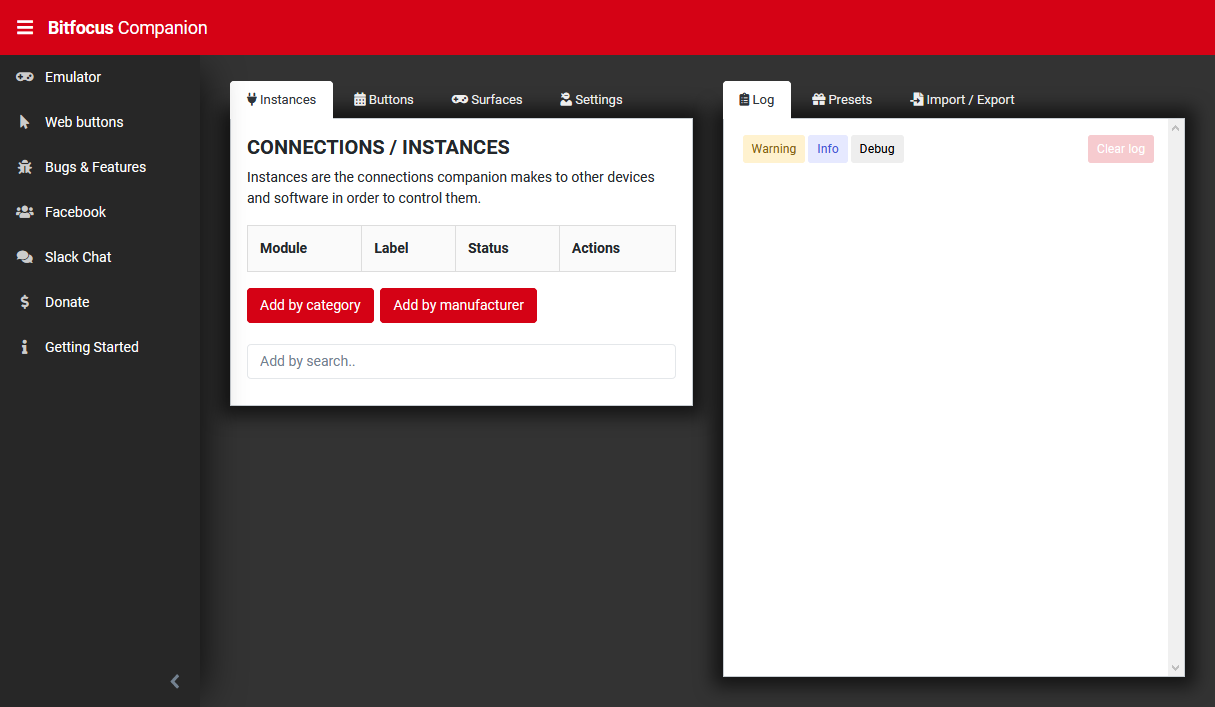 Bitfocus Companion
Emulator
Web buttons
Bugs & Features
Facebook
Slack Chat
Donate
Getting Started
Instances
Buttons
Surfaces
Settings
CONNECTIONS / INSTANCES
Instances are the connections companion makes to other devices
and software in order to control them.
Module Label Status Actions
Add by category
Add by manufacturer
Add by search..
Log
Presets
Import / Export
Warning
Info
Debug
Clear log